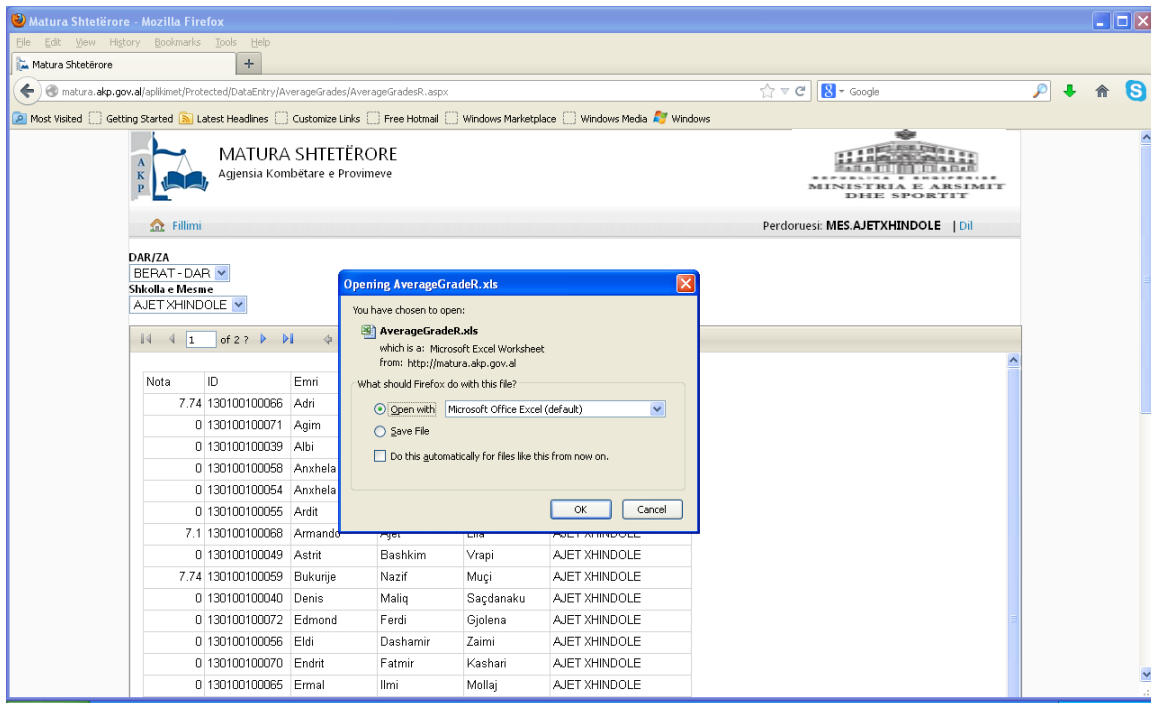 Matura Shtetërore - Mozilla Firefox
File Edit View History Bookmarks Tools Help
Matura Shtetërore +
matura.akp.gov.al/aplikimet/Protected/DataEntry/AverageGrades/AverageGradesR.aspx Google
Most Visited Getting Started Latest Headlines Customize Links Free Hotmail Windows Marketplace Windows Media Windows
A K P
MATURA SHTETËRORE
Agjensia Kombëtare e Provimeve
MINISTRIA E ARSIMIT
DHE SPORTIT
Fillimi Perdoruesi: MES.AJETXHINDOLE | Dil
DAR/ZA
BERAT - DAR
Shkolla e Mesme
AJET XHINDOLE
1 of 2 ?
Opening AverageGradeR.xls
You have chosen to open:
AverageGradeR.xls
which is a: Microsoft Excel Worksheet
from: http://matura.akp.gov.al
What should Firefox do with this file?
Open with Microsoft Office Excel (default)
Save File
Do this automatically for files like this from now on.
OK Cancel
Nota ID Emri
7.74 130100100066 Adri
0 130100100071 Agim
0 130100100039 Albi
0 130100100058 Anxhela
0 130100100054 Anxhela
0 130100100055 Ardit
7.1 130100100068 Armando Ajet AJET XHINDOLE
0 130100100049 Astrit Bashkim Vrapi AJET XHINDOLE
7.74 130100100059 Bukurije Nazif Muçi AJET XHINDOLE
0 130100100040 Denis Maliq Saçdanaku AJET XHINDOLE
0 130100100072 Edmond Ferdi Gjolena AJET XHINDOLE
0 130100100056 Eldi Dashamir Zaimi AJET XHINDOLE
0 130100100070 Endrit Fatmir Kashari AJET XHINDOLE
0 130100100065 Ermal Ilmi Mollaj AJET XHINDOLE